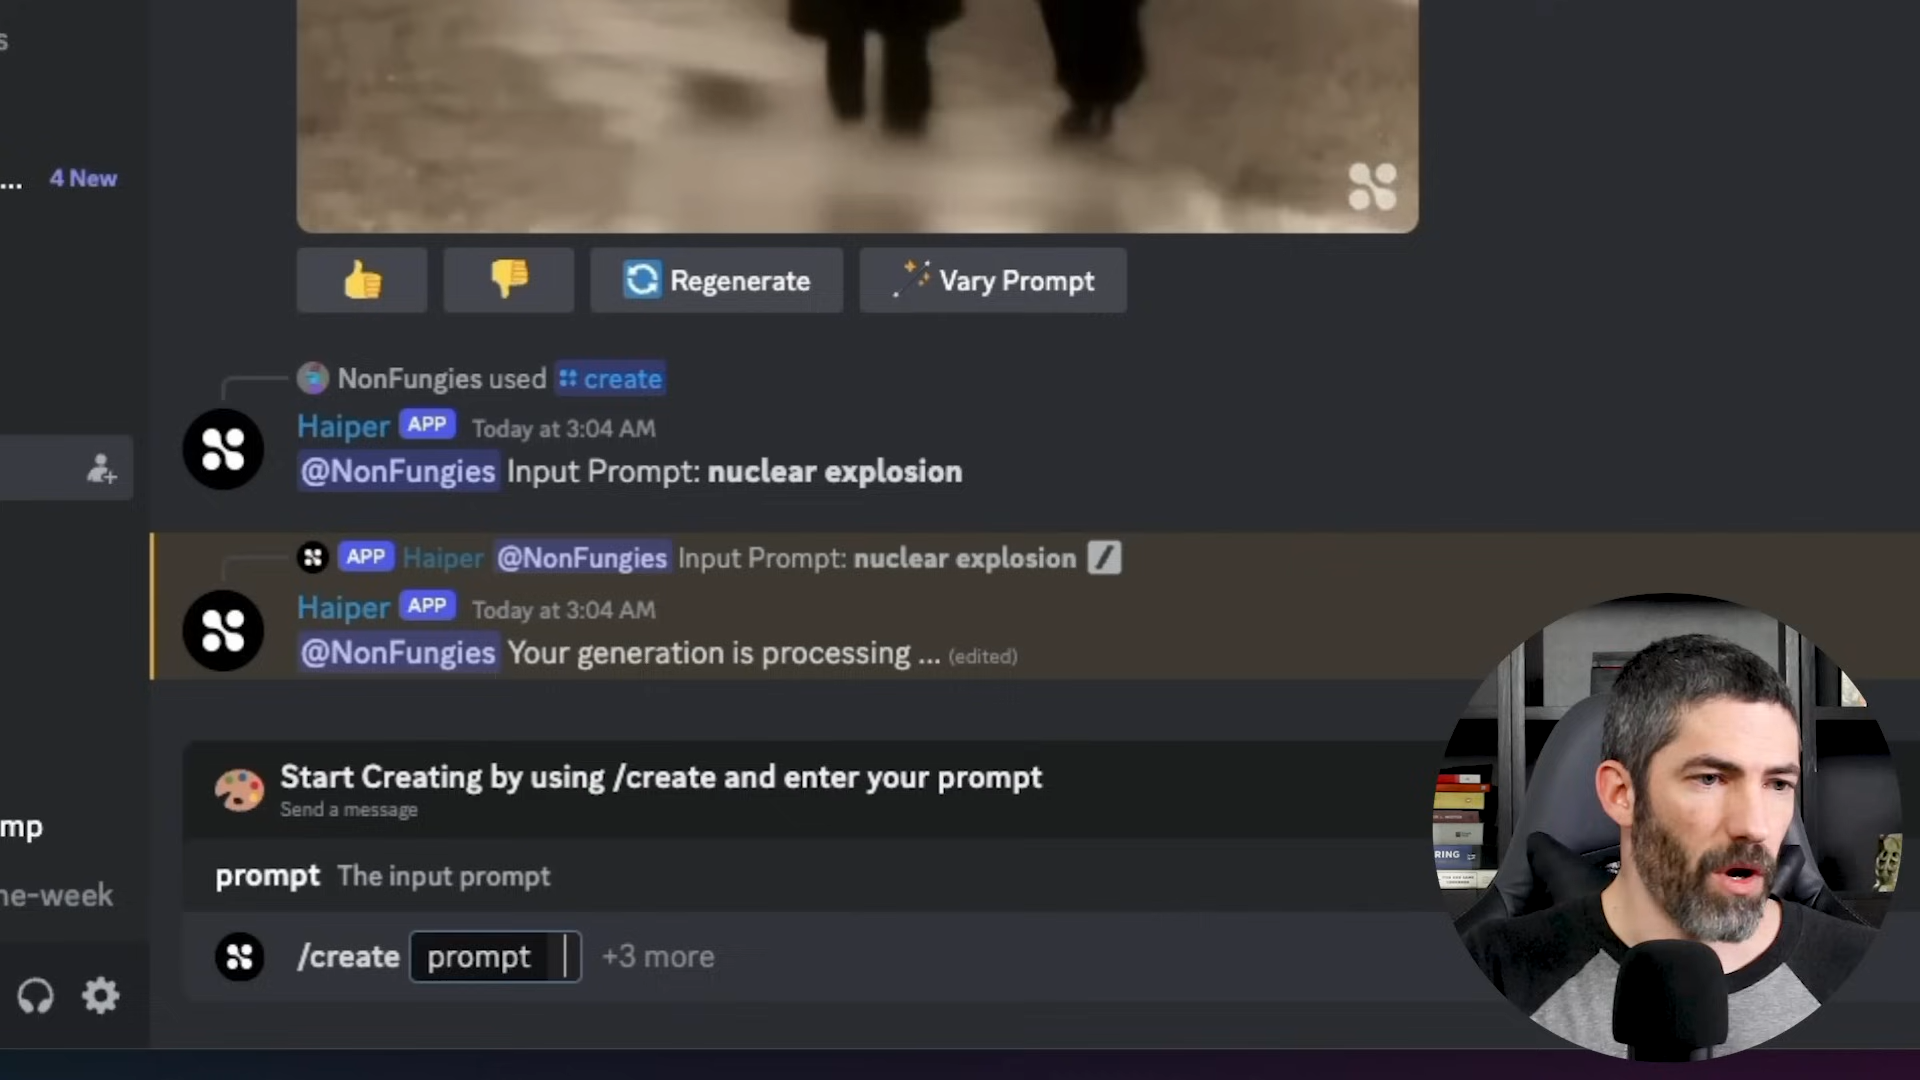 s
... 4 New
Regenerate
Vary Prompt
NonFungies used create
Haiper APP Today at 3:04 AM
@NonFungies Input Prompt: nuclear explosion
APP Haiper @NonFungies Input Prompt: nuclear explosion
Haiper APP Today at 3:04 AM
@NonFungies Your generation is processing ... (edited)
Start Creating by using /create and enter your prompt
Send a message
mp
prompt The input prompt
ne-week
/create prompt +3 more
RING